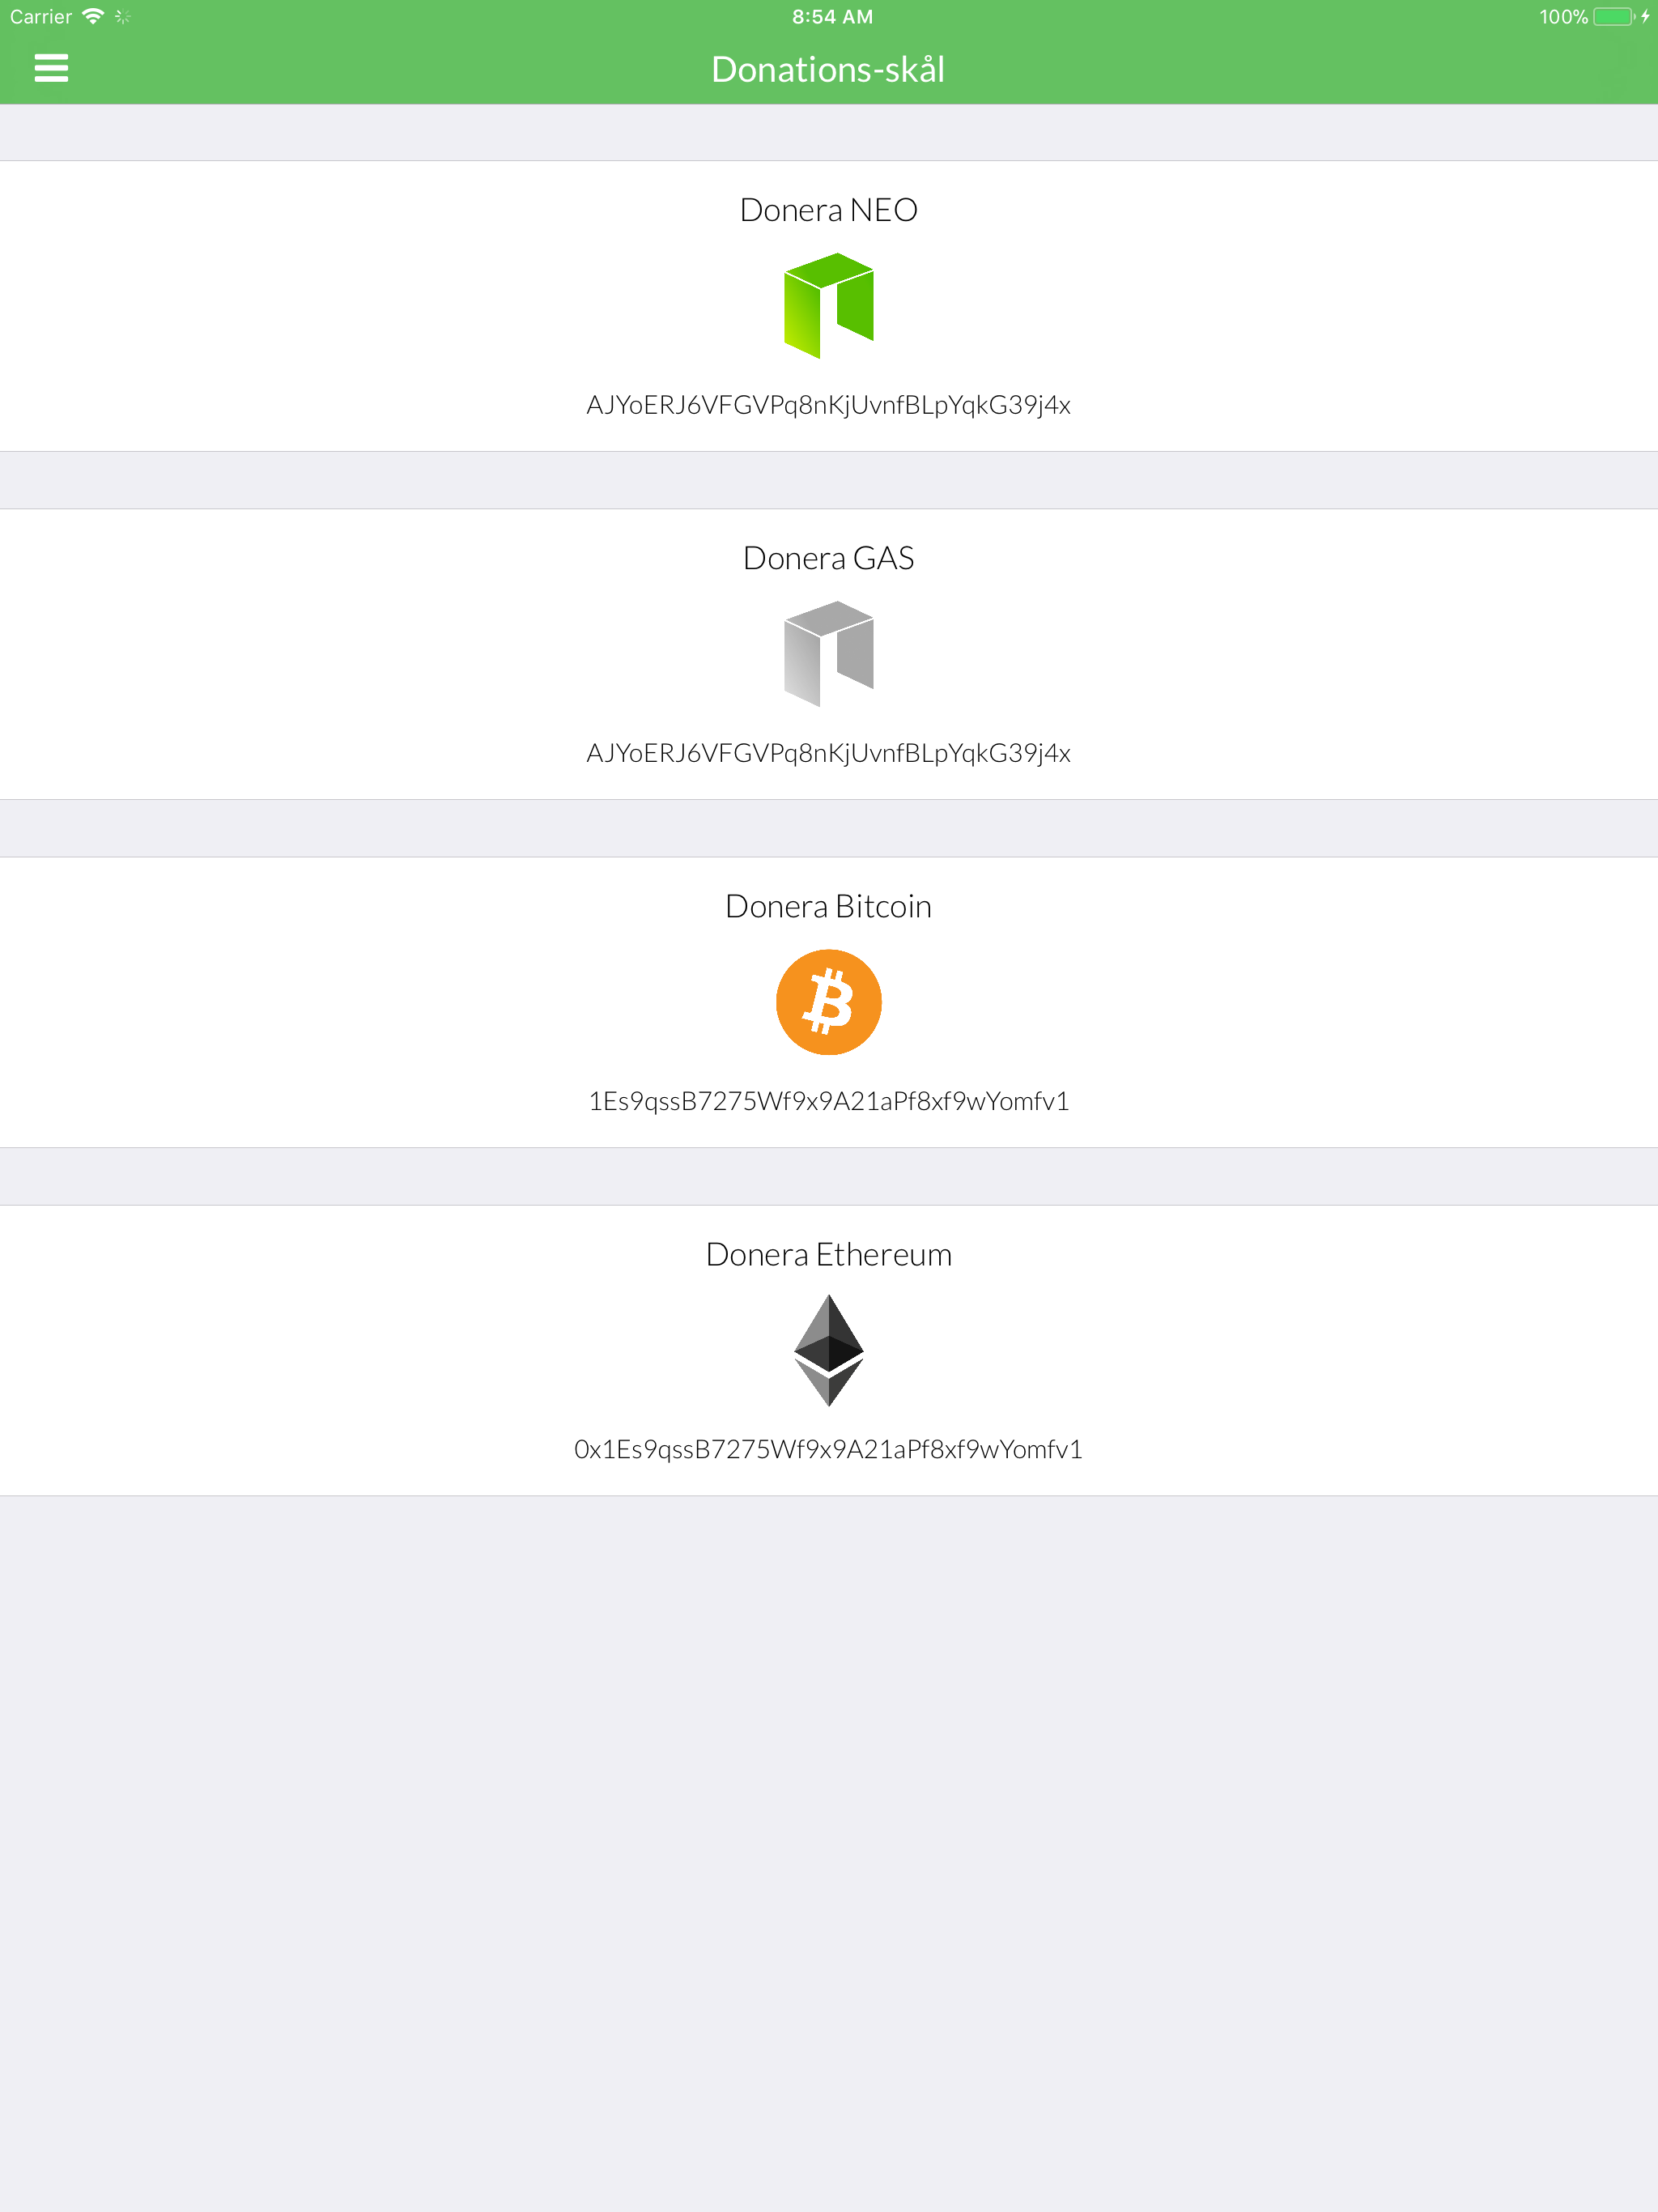 Carrier
8:54 AM
100%
Donations-skål
Donera NEO
AJYoERJ6VFGVPq8nKjUvnfBLpYqkG39j4x
Donera GAS
AJYoERJ6VFGVPq8nKjUvnfBLpYqkG39j4x
Donera Bitcoin
1Es9qssB7275Wf9x9A21aPf8xf9wYomfv1
Donera Ethereum
0x1Es9qssB7275Wf9x9A21aPf8xf9wYomfv1